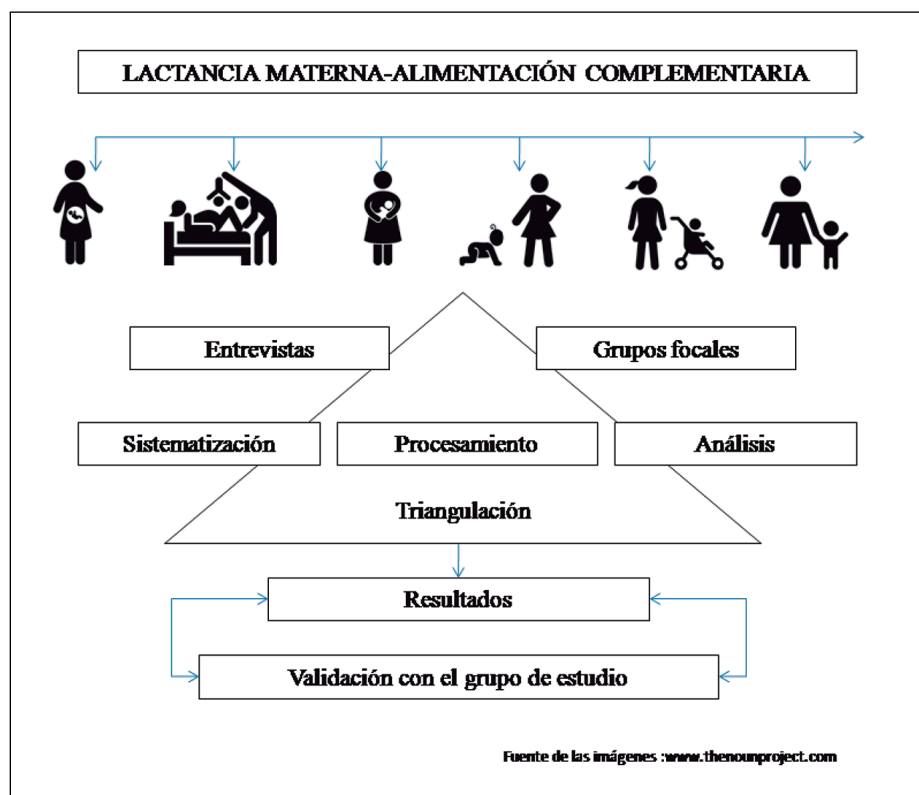 LACTANCIA MATERNA-ALIMENTACIÓN COMPLEMENTARIA
Entrevistas
Grupos focales
Sistematización
Procesamiento
Análisis
Triangulación
Resultados
Validación con el grupo de estudio
Fuente de las imágenes :www.thenounproject.com